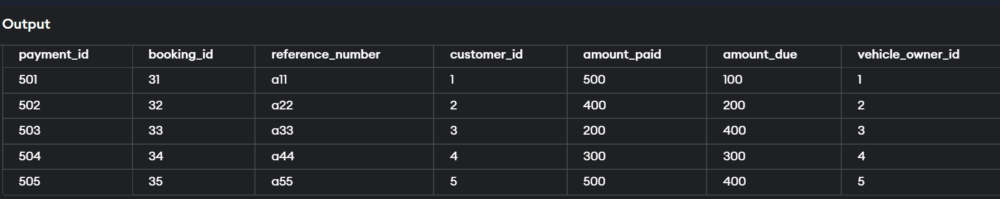 Output
payment_id booking_id reference_number customer_id amount_paid amount_due vehicle_owner_id
501 31 a11 1 500 100 1
502 32 a22 2 400 200 2
503 33 a33 3 200 400 3
504 34 a44 4 300 300 4
505 35 a55 5 500 400 5